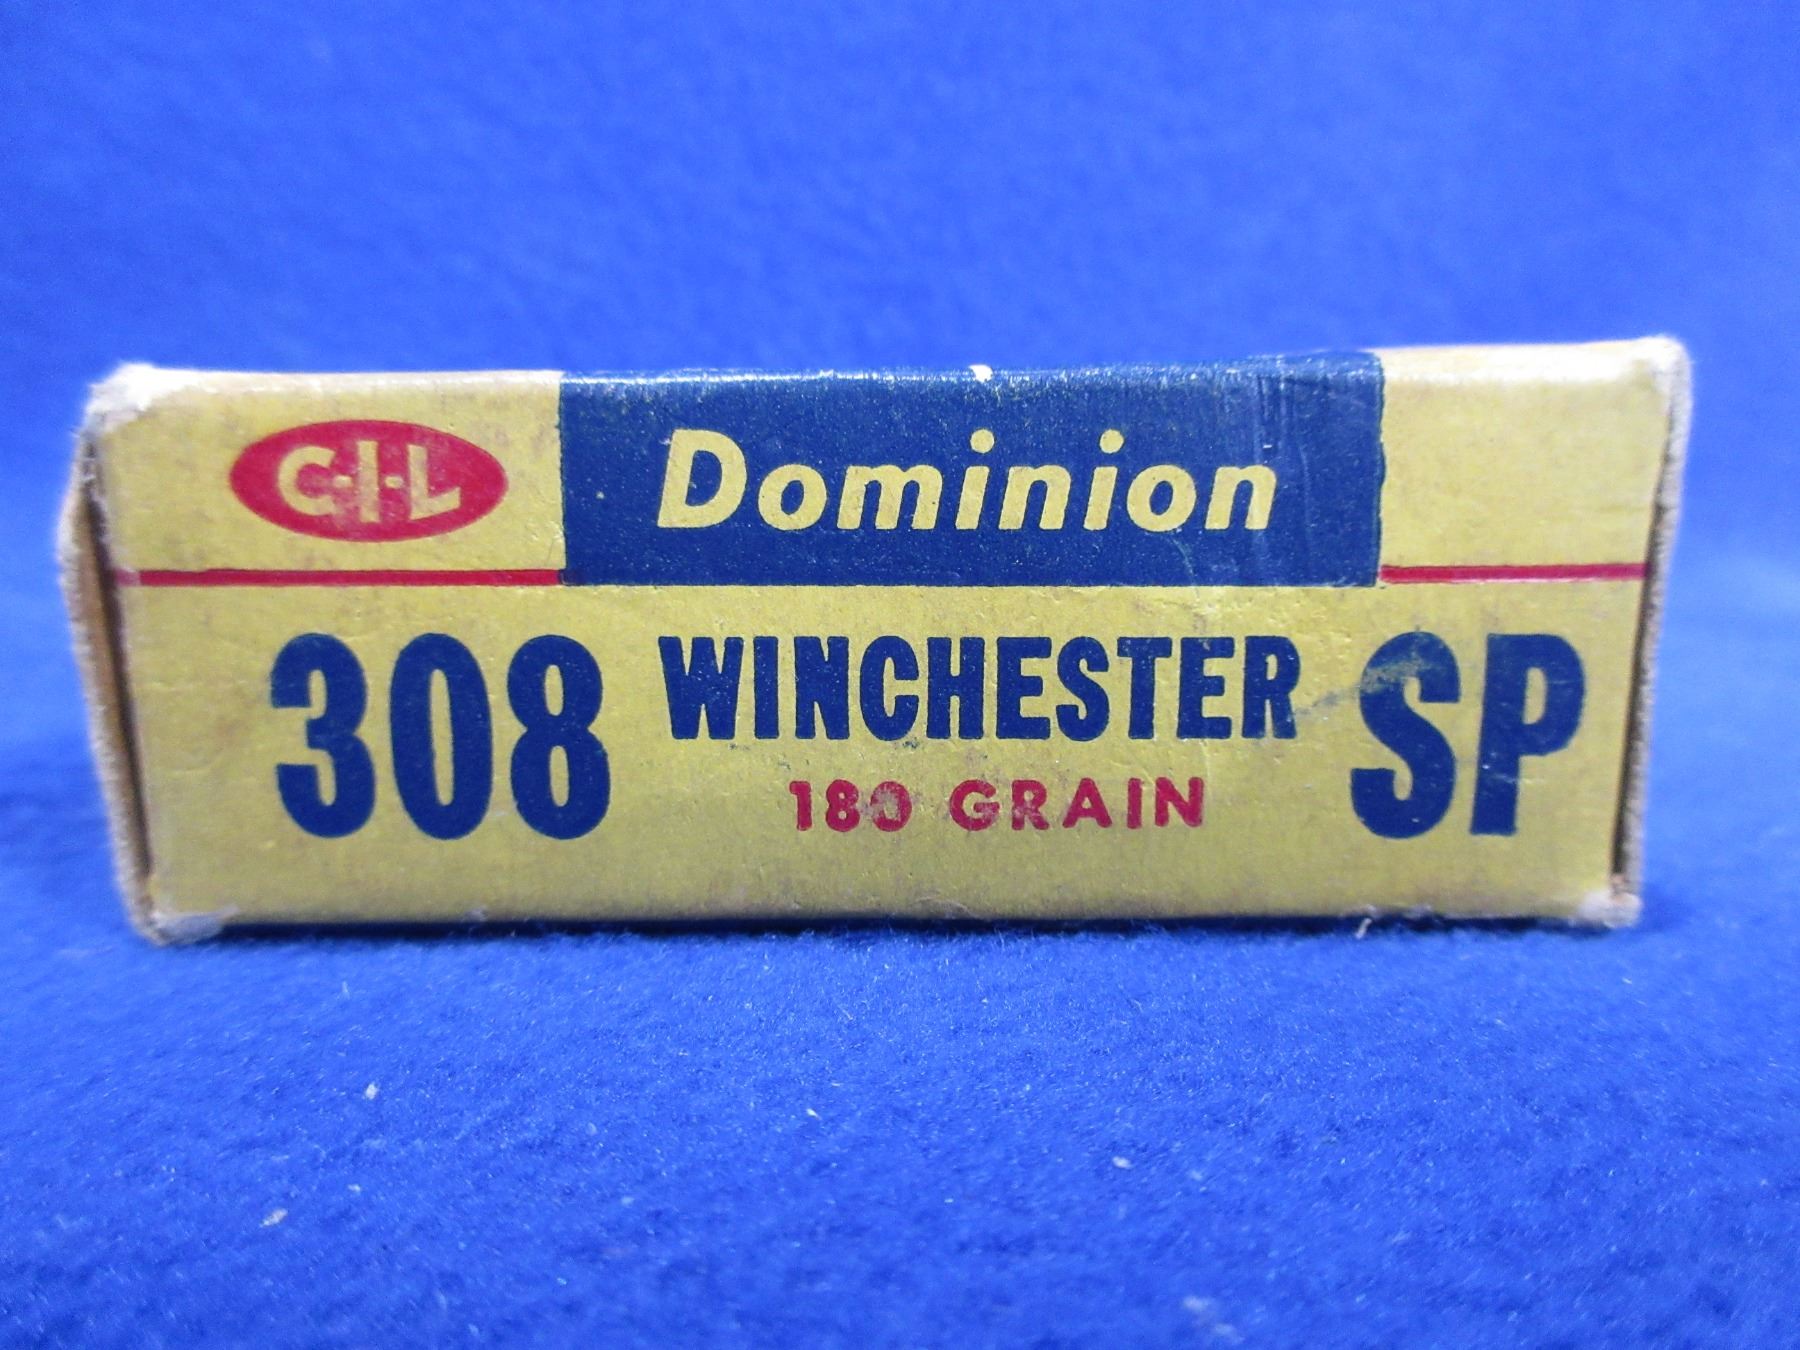 C-I-L Dominion
308 WINCHESTER SP
180 GRAIN